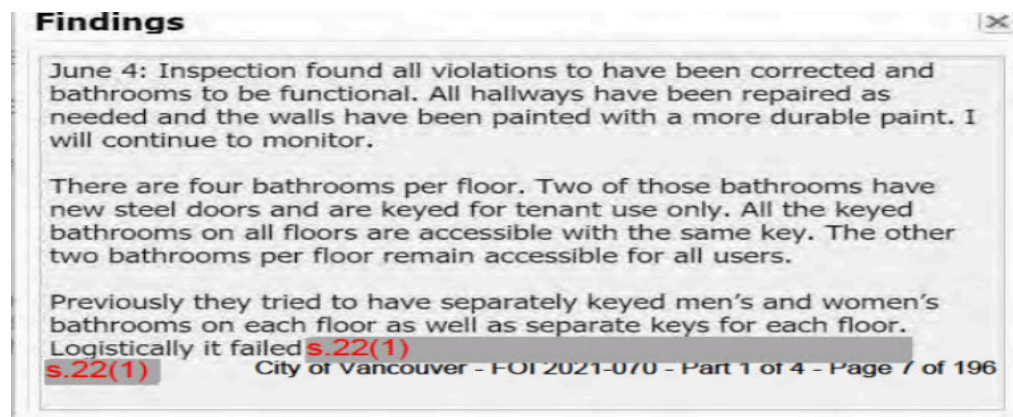 Findings
June 4: Inspection found all violations to have been corrected and
bathrooms to be functional. All hallways have been repaired as
needed and the walls have been painted with a more durable paint. I
will continue to monitor.
There are four bathrooms per floor. Two of those bathrooms have
new steel doors and are keyed for tenant use only. All the keyed
bathrooms on all floors are accessible with the same key. The other
two bathrooms per floor remain accessible for all users.
Previously they tried to have separately keyed men's and women's
bathrooms on each floor as well as separate keys for each floor.
Logistically it failed s.22(1)
s.22(1) City of Vancouver - FOI 2021-070 - Part 1 of 4 - Page 7 of 196